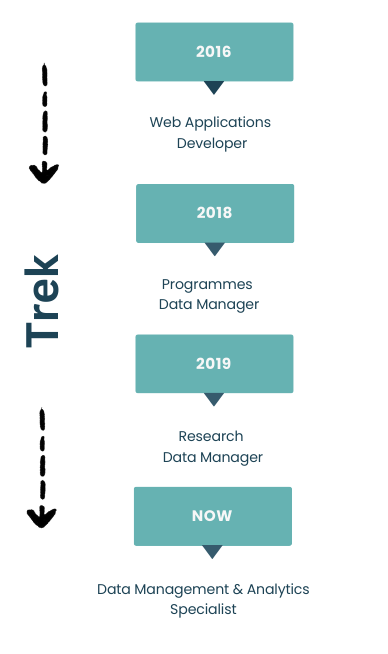 2016
Web Applications
Developer
2018
Programmes
Data Manager
Trek
2019
Research
Data Manager
NOW
Data Management & Analytics
Specialist